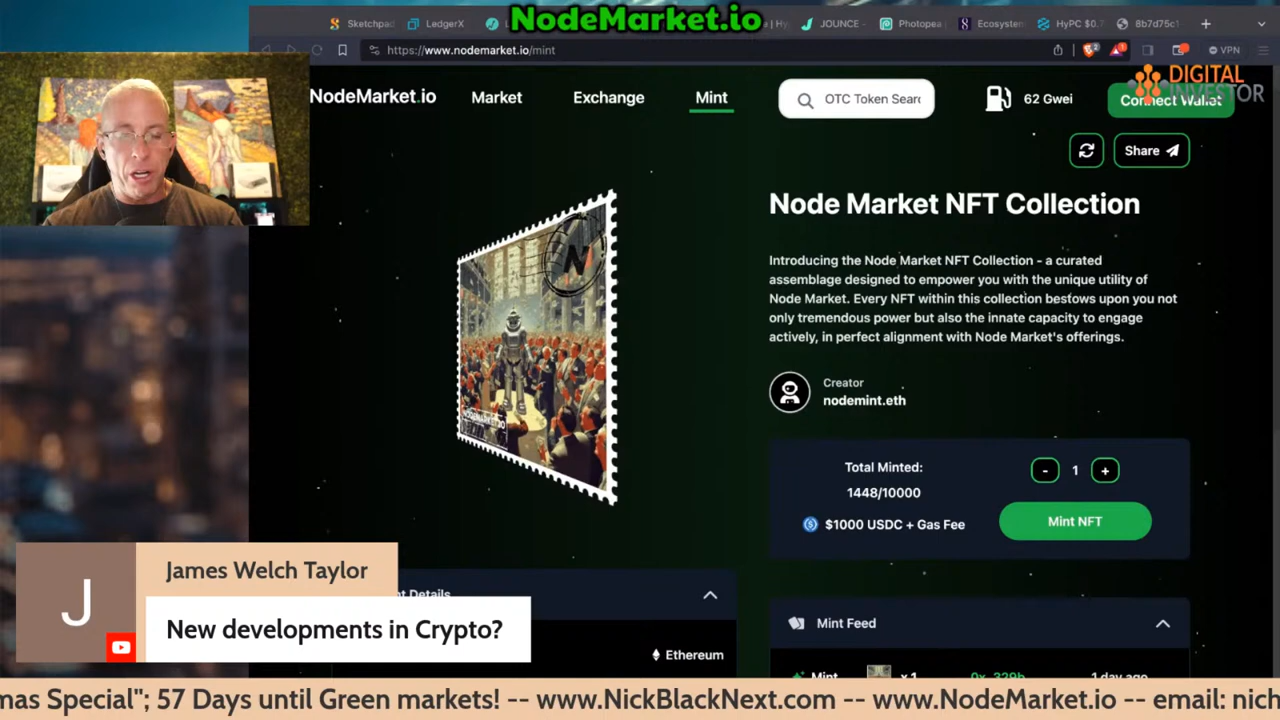 NodeMarket.io
Sketchpad
LedgerX
JOUNCE
Photopea
Ecosystem
HyPC $0.
8b7d75c1
https://www.nodemarket.io/mint
VPN
NodeMarket.io
Market
Exchange
Mint
OTC Token Searc
62 Gwei
Connect Wallet
DIGITAL
INVESTOR
Share
Node Market NFT Collection
Introducing the Node Market NFT Collection - a curated
assemblage designed to empower you with the unique utility of
Node Market. Every NFT within this collection bestows upon you not
only tremendous power but also the innate capacity to engage
actively, in perfect alignment with Node Market's offerings.
Creator
nodemint.eth
Total Minted:
1448/10000
- 1 +
$1000 USDC + Gas Fee
Mint NFT
N
J
James Welch Taylor
New developments in Crypto?
Details
Ethereum
Mint Feed
Mint
x 1
1 day ago
mas Special"; 57 Days until Green markets! -- www.NickBlackNext.com -- www.NodeMarket.io -- email: nich